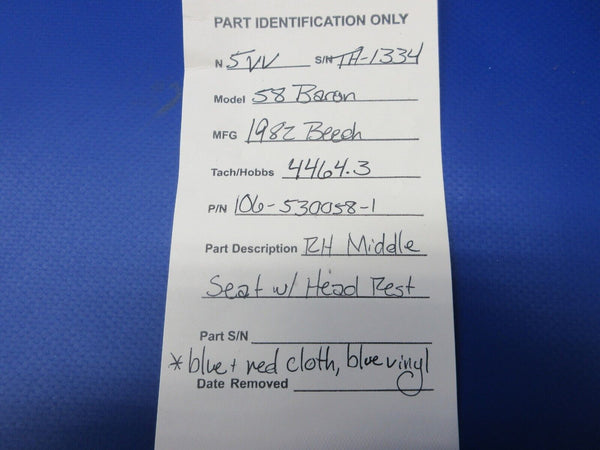 PART IDENTIFICATION ONLY
N 5VV S/N TH-1334
Model 58 Baron
MFG 1982 Beech
Tach/Hobbs 4464.3
P/N 106-530058-1
Part Description RH Middle
Seat w/ Head Rest
Part S/N
* blue + red cloth, blue vinyl
Date Removed